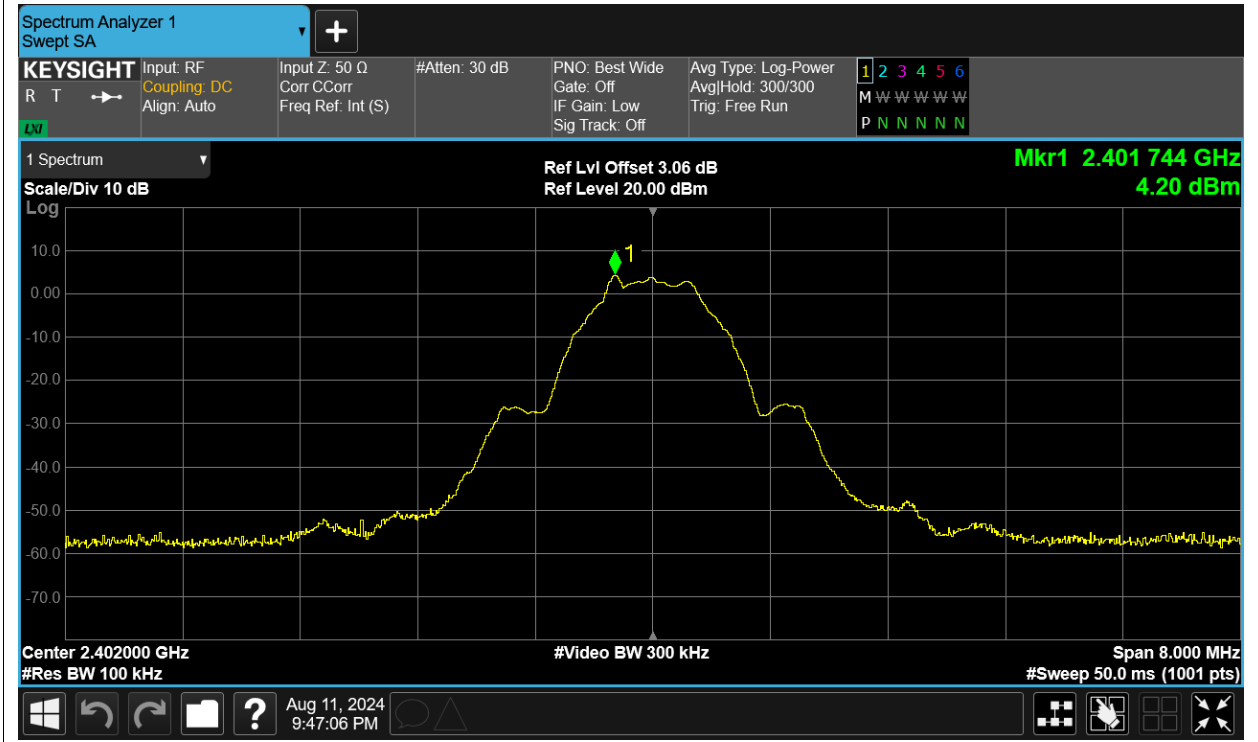 Spectrum Analyzer 1
Swept SA
KEYSIGHT
R T
LXI
Input: RF
Coupling: DC
Align: Auto
Input Z: 50 Ω
Corr CCorr
Freq Ref: Int (S)
#Atten: 30 dB
PNO: Best Wide
Gate: Off
IF Gain: Low
Sig Track: Off
Avg Type: Log-Power
Avg|Hold: 300/300
Trig: Free Run
1 2 3 4 5 6
M W W W W W
P N N N N N
1 Spectrum
Scale/Div 10 dB
Log
Ref Lvl Offset 3.06 dB
Ref Level 20.00 dBm
Mkr1 2.401 744 GHz
4.20 dBm
1
10.0
0.00
-10.0
-20.0
-30.0
-40.0
-50.0
-60.0
-70.0
Center 2.402000 GHz
#Res BW 100 kHz
#Video BW 300 kHz
Span 8.000 MHz
#Sweep 50.0 ms (1001 pts)
?
Aug 11, 2024
9:47:06 PM